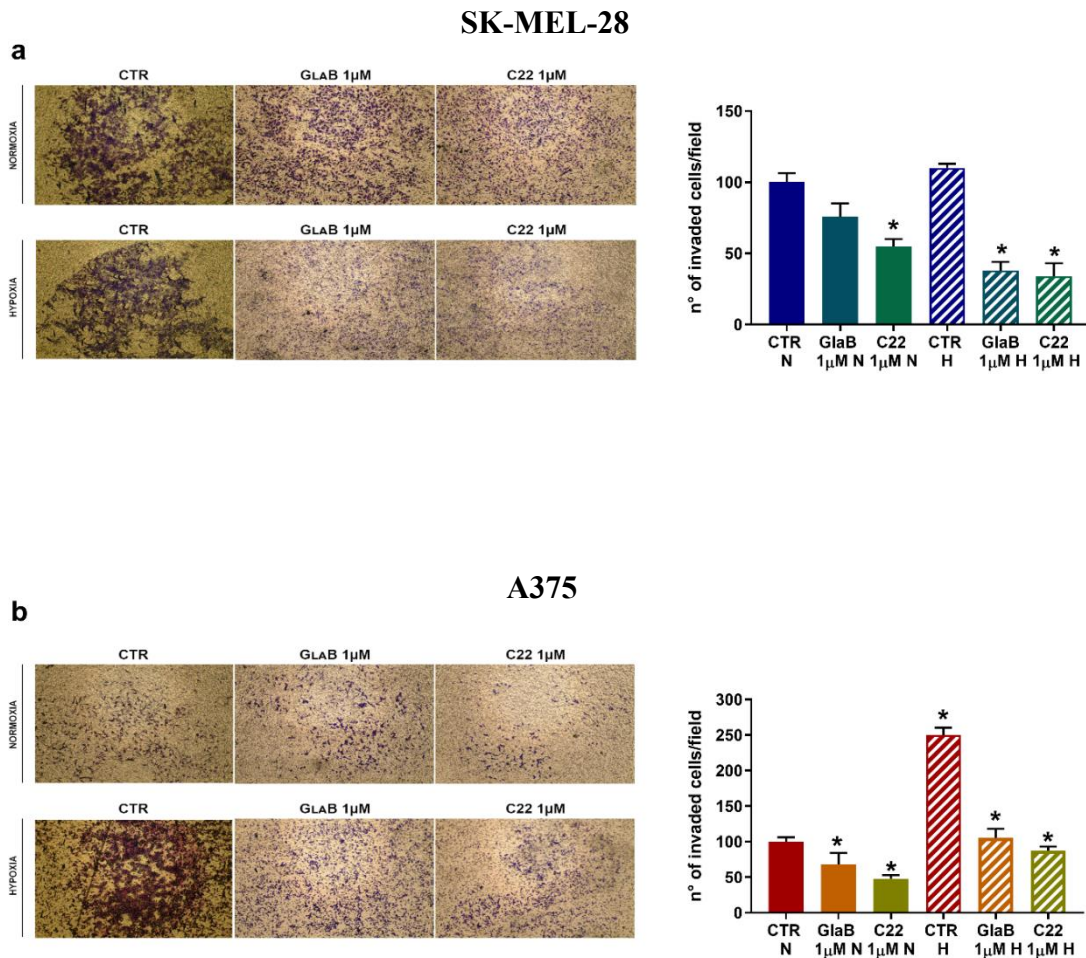 SK-MEL-28
a
CTR GLAB 1µM C22 1µM
NORMOXIA
CTR GLAB 1µM C22 1µM
HYPOXIA
n° of invaded cells/field
150
100
50
0
CTR GlaB C22 CTR GlaB C22
N 1µM N 1µM N H 1µM H 1µM H
* * *
A375
b
CTR GLAB 1µM C22 1µM
NORMOXIA
CTR GLAB 1µM C22 1µM
HYPOXIA
n° of invaded cells/field
300
250
200
150
100
50
0
CTR GlaB C22 CTR GlaB C22
N 1µM N 1µM N H 1µM H 1µM H
* * * * *